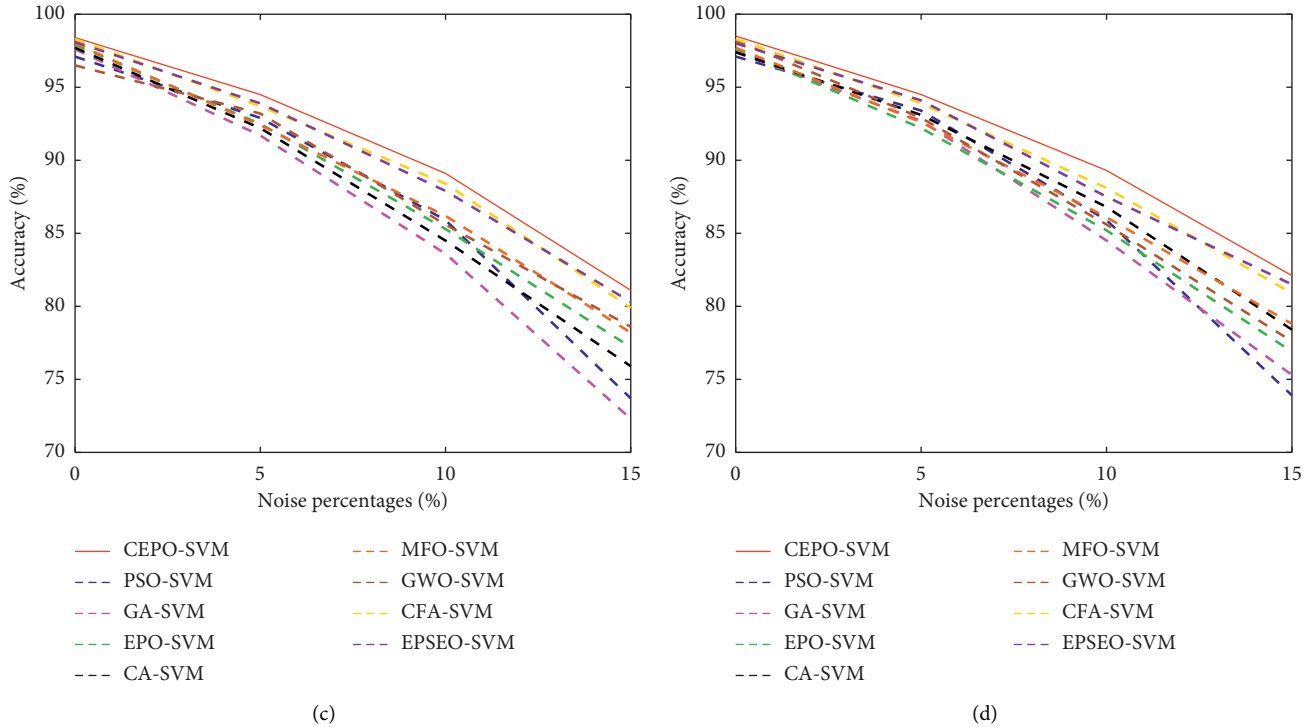 100
95
90
85
80
75
70
Accuracy (%)
0 5 10 15
Noise percentages (%)
CEPO-SVM MFO-SVM
PSO-SVM GWO-SVM
GA-SVM CFA-SVM
EPO-SVM EPSEO-SVM
CA-SVM
(c)
100
95
90
85
80
75
70
Accuracy (%)
0 5 10 15
Noise percentages (%)
CEPO-SVM MFO-SVM
PSO-SVM GWO-SVM
GA-SVM CFA-SVM
EPO-SVM EPSEO-SVM
CA-SVM
(d)